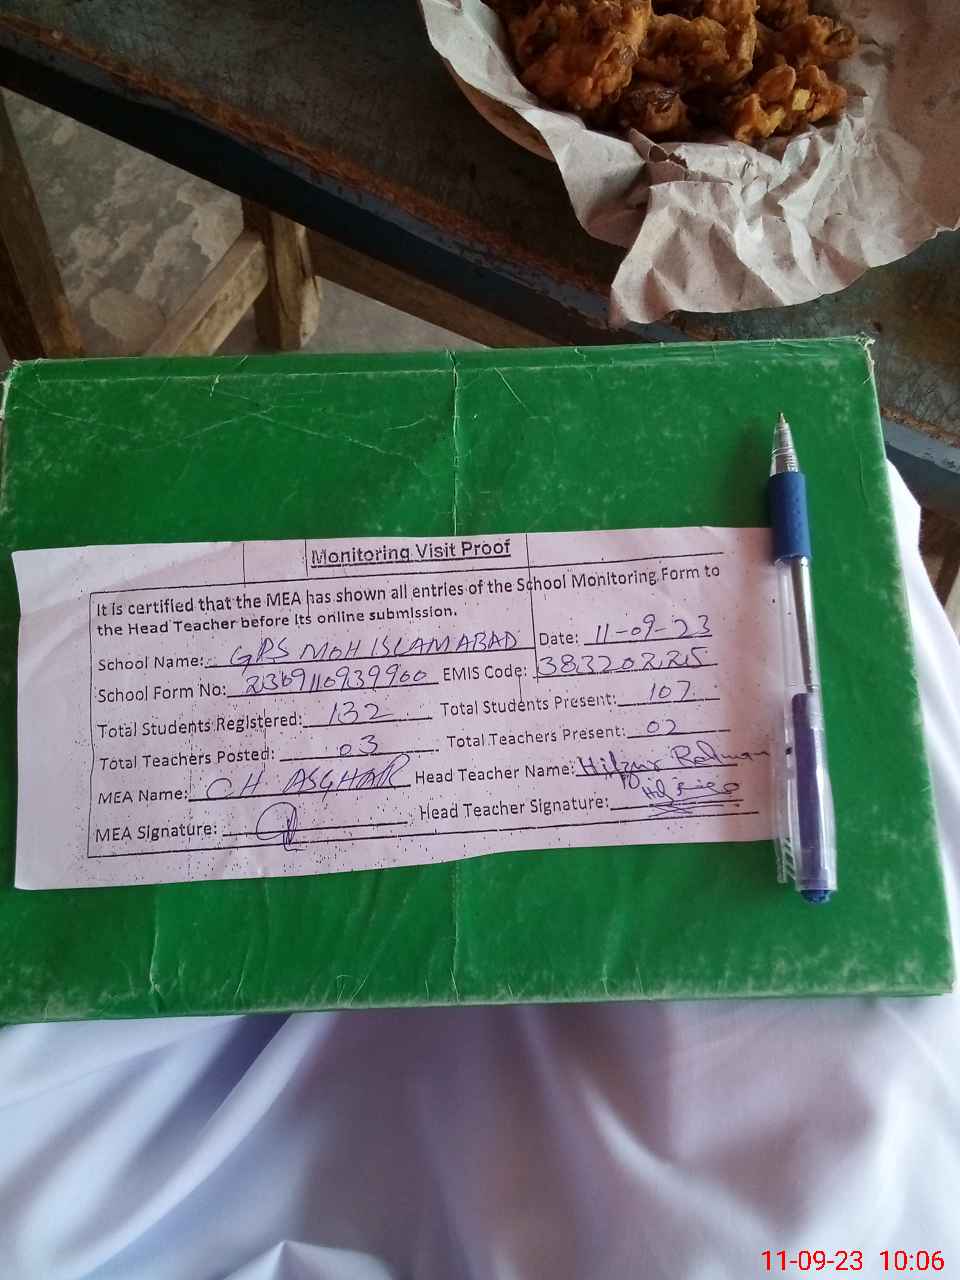 Monitoring Visit Proof
It is certified that the MEA has shown all entries of the School Monitoring Form to
the Head Teacher before its online submission.
School Name: GPS MOH ISLAMABAD Date: 11-09-23
School Form No: 2369110939900 EMIS Code: 38320225
Total Students Registered: 132 Total Students Present: 107
Total Teachers Posted: 03 Total Teachers Present: 02
MEA Name: CH ASGHAR Head Teacher Name: Rehman
MEA Signature: Head Teacher Signature:
11-09-23 10:06